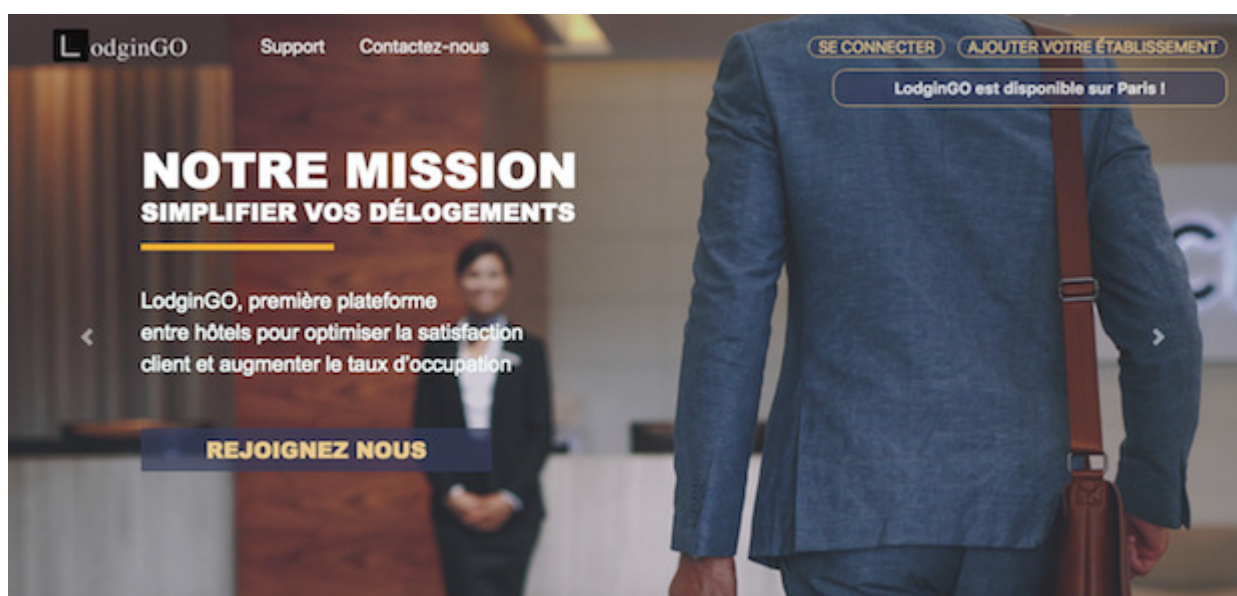 LodginGO
Support
Contactez-nous
SE CONNECTER
AJOUTER VOTRE ÉTABLISSEMENT
LodginGO est disponible sur Paris !
NOTRE MISSION
SIMPLIFIER VOS DÉLOGEMENTS
LodginGO, première plateforme
entre hôtels pour optimiser la satisfaction
client et augmenter le taux d'occupation
REJOIGNEZ NOUS